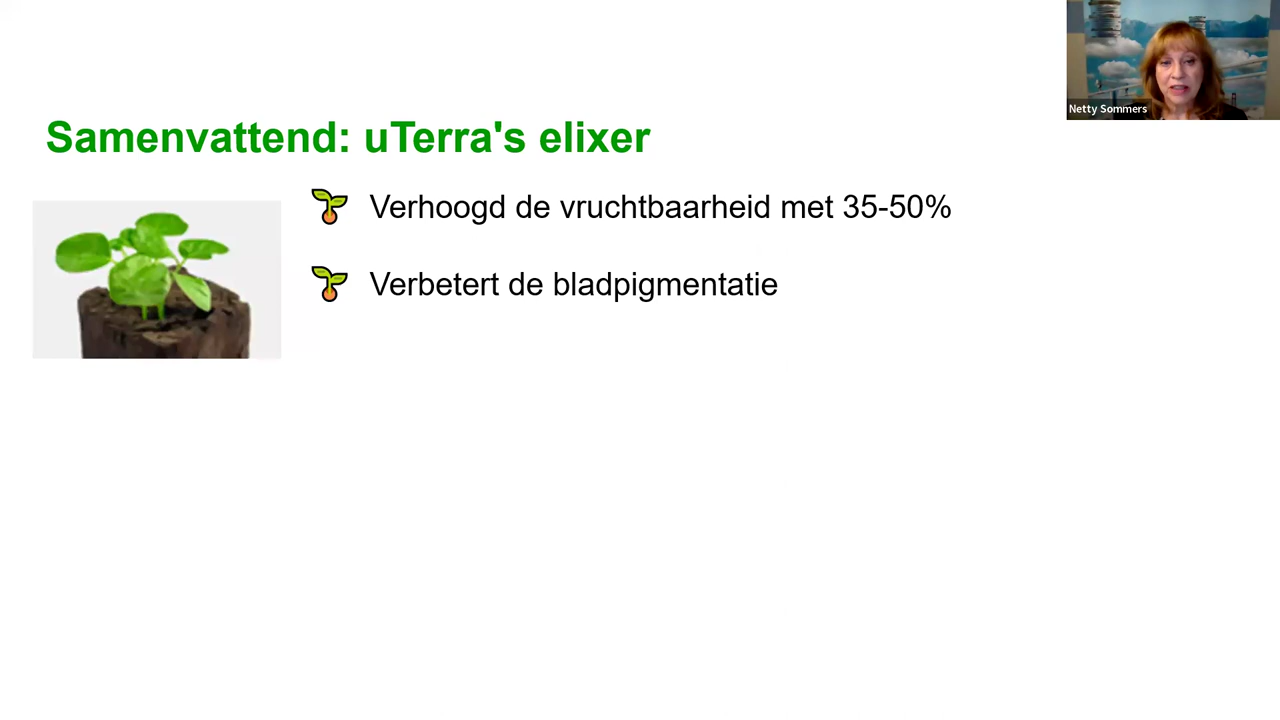 Netty Sommers
Samenvattend: uTerra's elixer
Verhoogd de vruchtbaarheid met 35-50%
Verbetert de bladpigmentatie